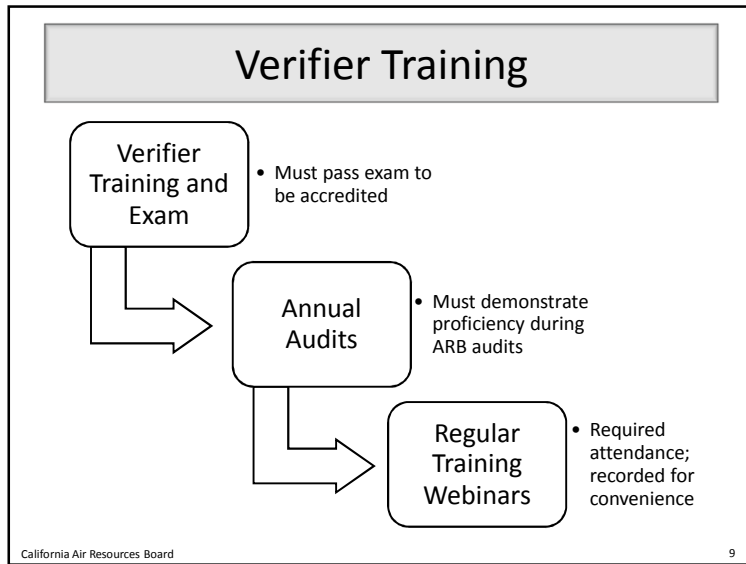 Verifier Training
Verifier
Training and
Exam
• Must pass exam to
be accredited
Annual
Audits
• Must demonstrate
proficiency during
ARB audits
Regular
Training
Webinars
• Required
attendance;
recorded for
convenience
California Air Resources Board
9